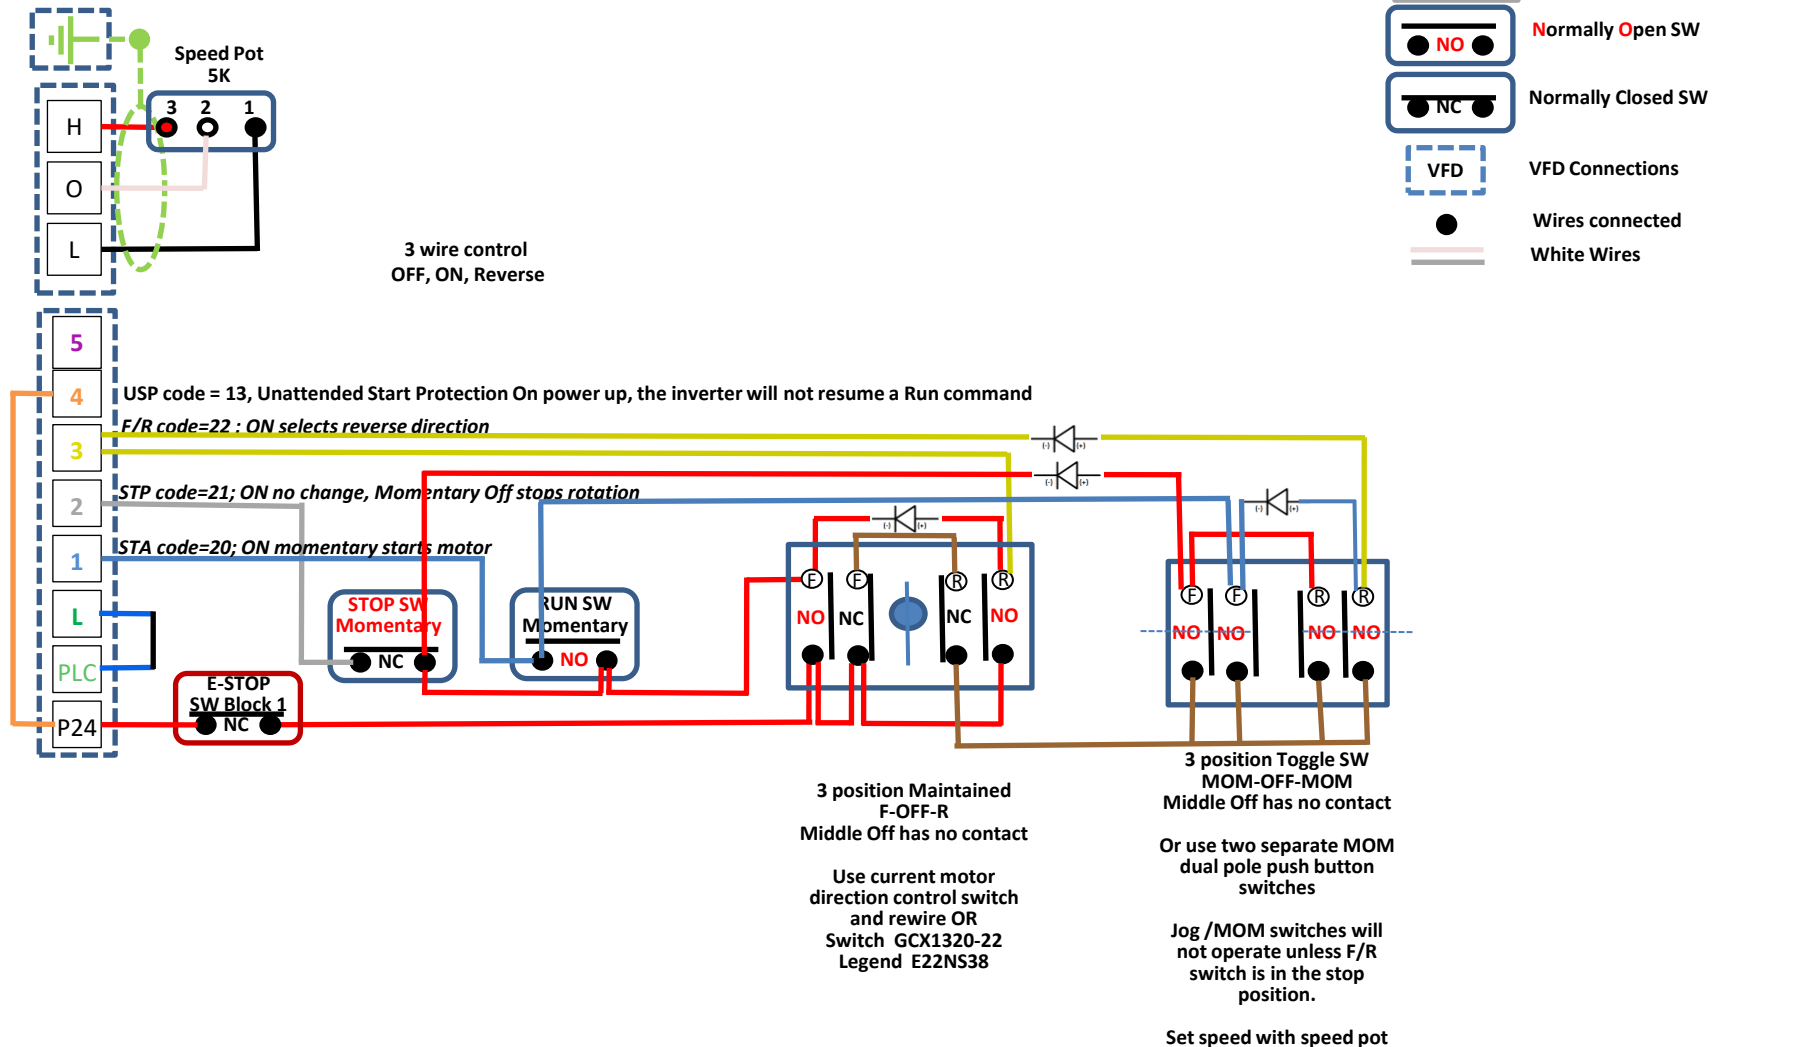 Speed Pot
5K
3 2 1
H
O
L
3 wire control
OFF, ON, Reverse
Normally Open SW
NO
Normally Closed SW
NC
VFD
VFD Connections
Wires connected
White Wires
5
4
USP code = 13, Unattended Start Protection On power up, the inverter will not resume a Run command
3
F/R code=22 : ON selects reverse direction
(-) (+)
(-) (+)
2
STP code=21; ON no change, Momentary Off stops rotation
(-) (+)
(-) (+)
1
STA code=20; ON momentary starts motor
L
PLC
P24
STOP SW
Momentary
NC
RUN SW
Momentary
NO
E-STOP
SW Block 1
NC
F F R R
NO NC NC NO
F F R R
NO NO NO NO
3 position Maintained
F-OFF-R
Middle Off has no contact
Use current motor
direction control switch
and rewire OR
Switch GCX1320-22
Legend E22NS38
3 position Toggle SW
MOM-OFF-MOM
Middle Off has no contact
Or use two separate MOM
dual pole push button
switches
Jog /MOM switches will
not operate unless F/R
switch is in the stop
position.
Set speed with speed pot